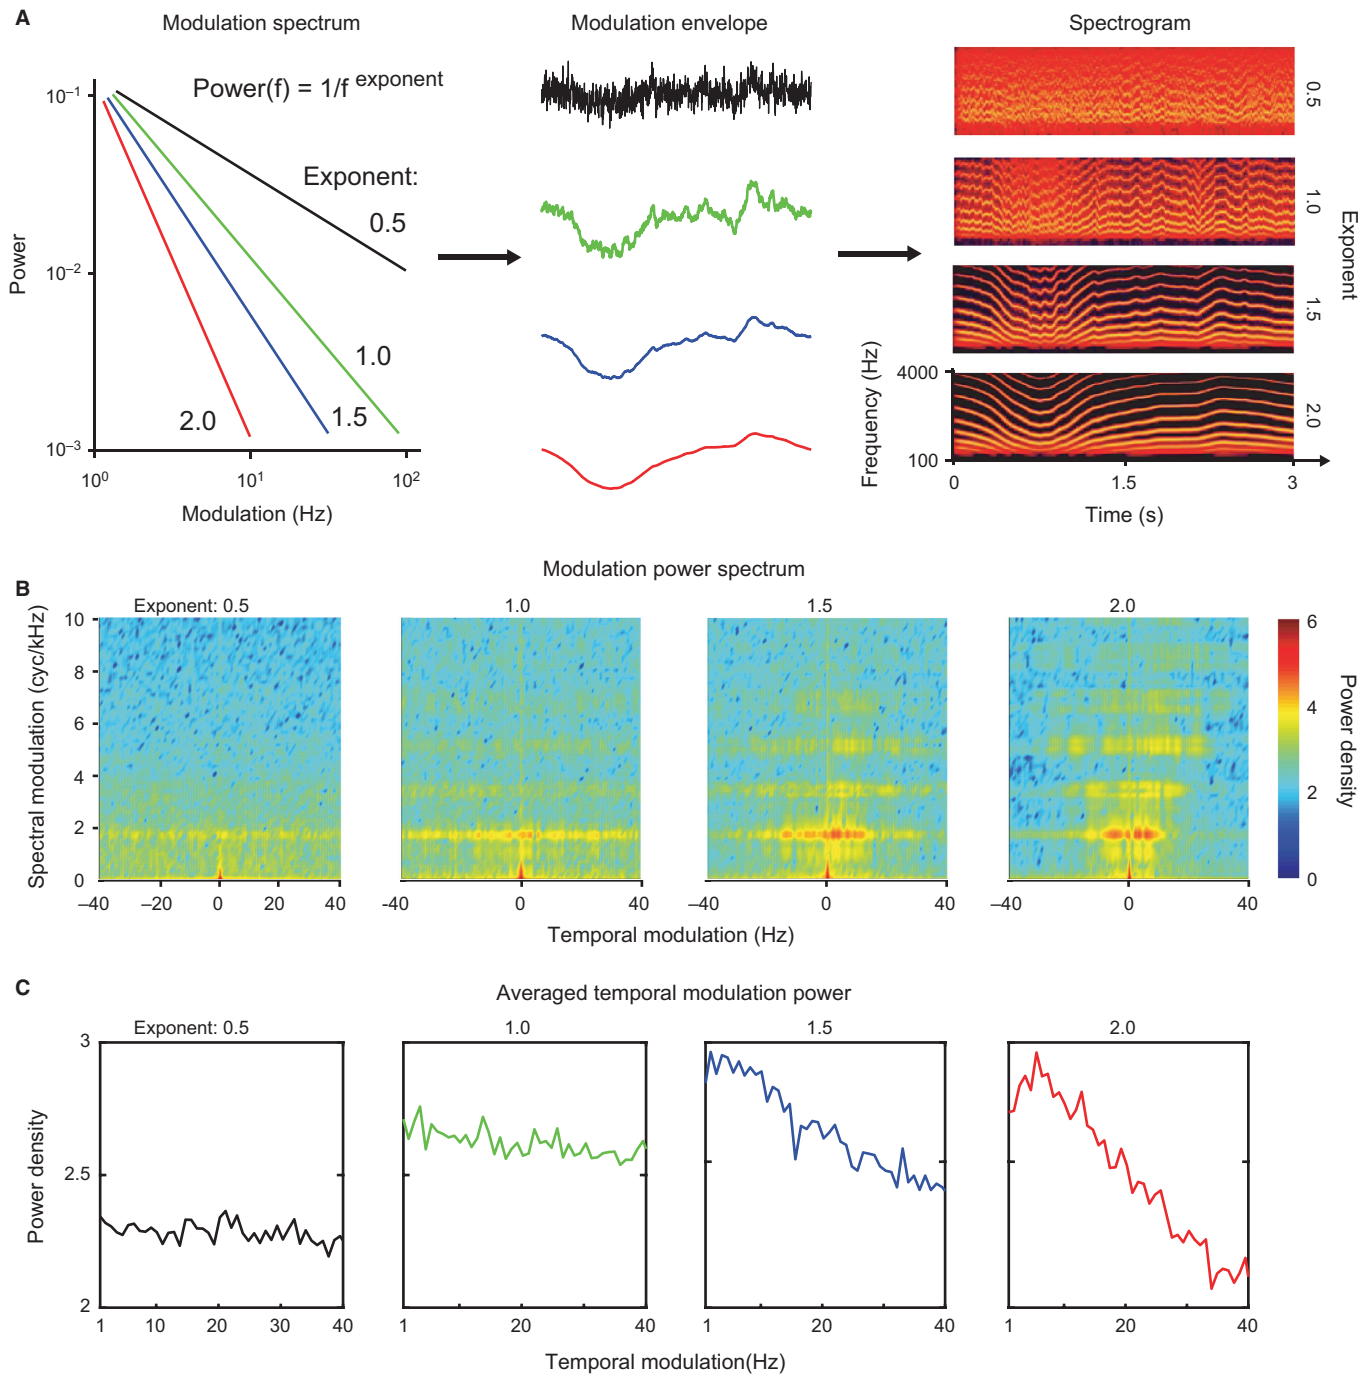 A
Modulation spectrum
Modulation envelope
Spectrogram
Power(f) = 1/f exponent
Exponent:
0.5
1.0
1.5
2.0
10⁻¹
10⁻²
10⁻³
Power
10⁰ 10¹ 10²
Modulation (Hz)
0.5
1.0
1.5
2.0
Exponent
4000
100
Frequency (Hz)
0 1.5 3
Time (s)
B
Modulation power spectrum
Exponent: 0.5 1.0 1.5 2.0
10
8
6
4
2
0
Spectral modulation (cyc/kHz)
–40 –20 0 20 40
-40 0 40
-40 0 40
–40 0 40
Temporal modulation (Hz)
6
4
2
0
Power density
C
Averaged temporal modulation power
Exponent: 0.5 1.0 1.5 2.0
3
2.5
2
Power density
1 10 20 30 40
1 20 40
1 20 40
1 20 40
Temporal modulation(Hz)